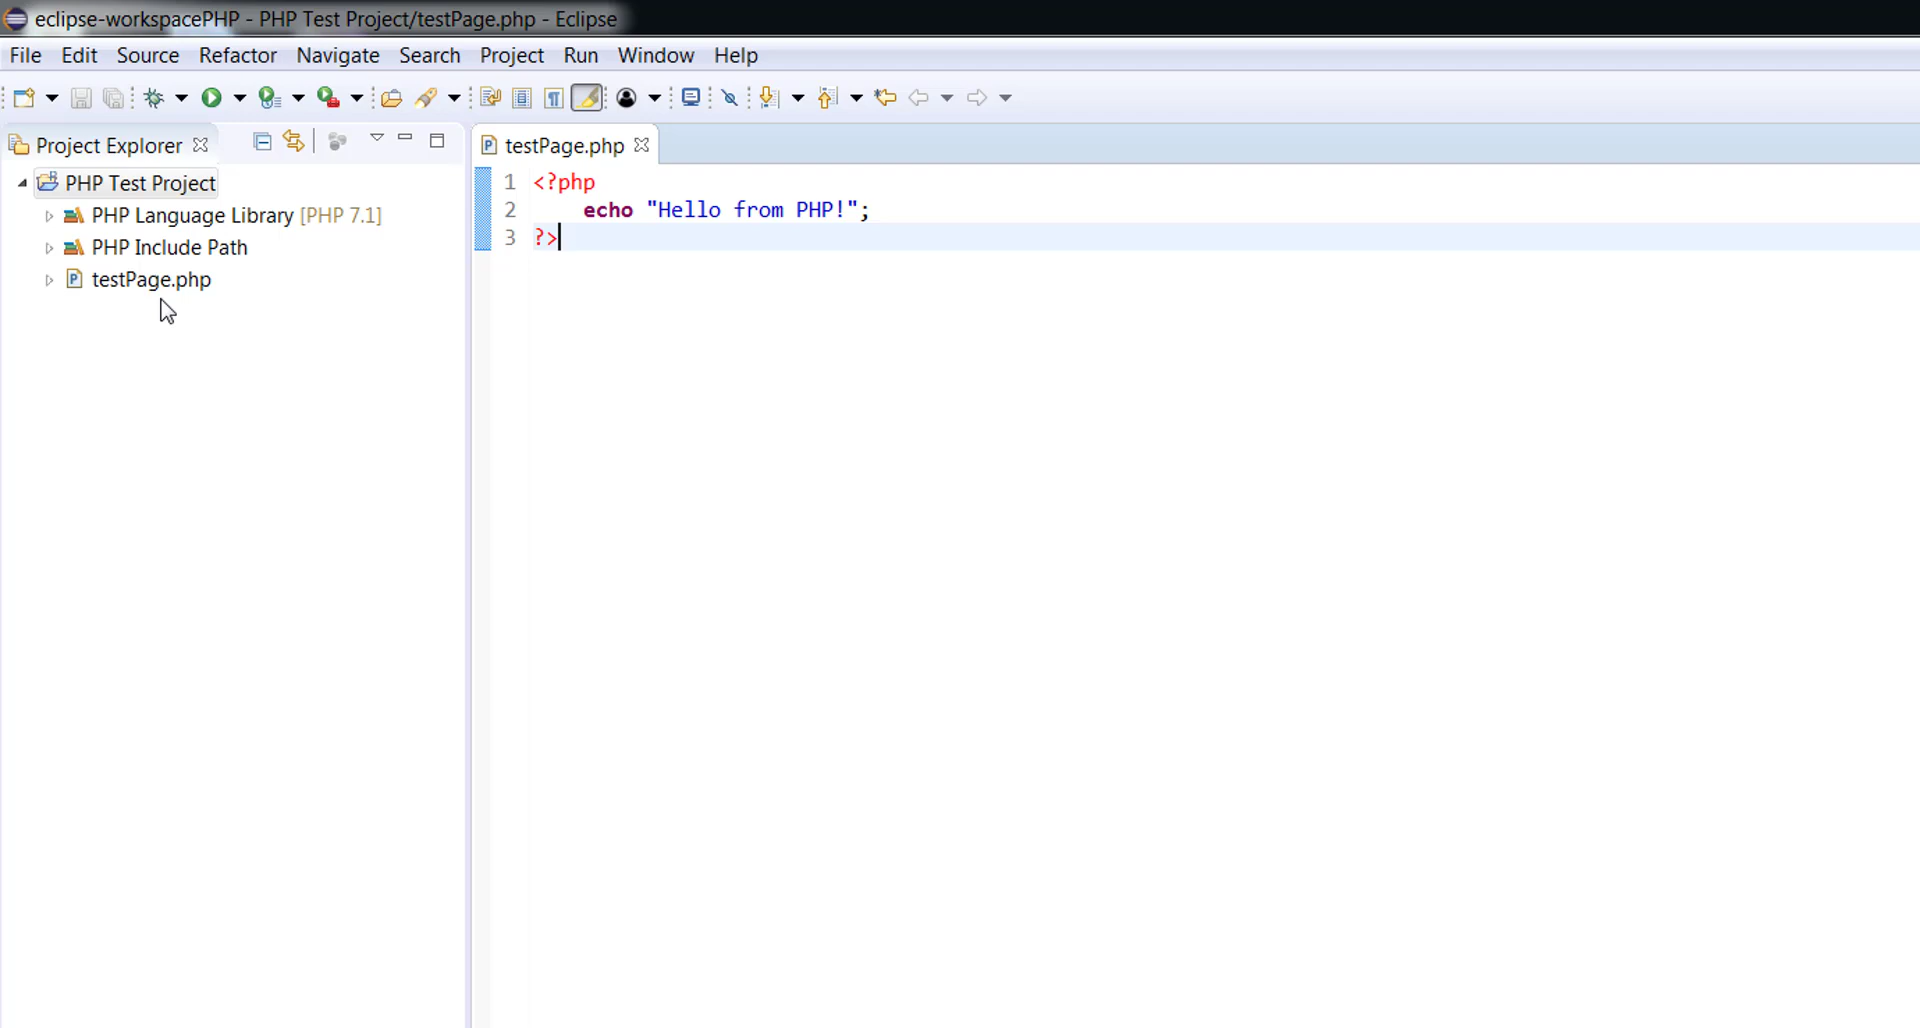 eclipse-workspacePHP - PHP Test Project/testPage.php - Eclipse
File Edit Source Refactor Navigate Search Project Run Window Help
Project Explorer
PHP Test Project
PHP Language Library [PHP 7.1]
PHP Include Path
testPage.php
testPage.php
1 <?php
2 echo "Hello from PHP!";
3 ?>